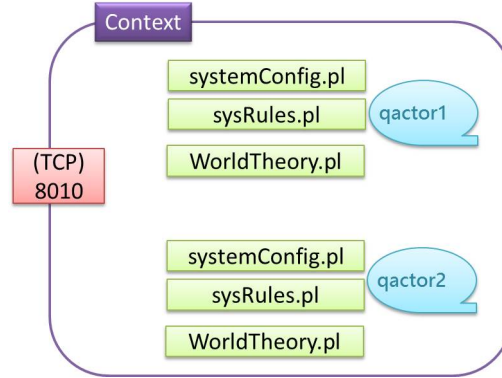 Context
systemConfig.pl
sysRules.pl
qactor1
WorldTheory.pl
(TCP)
8010
systemConfig.pl
sysRules.pl
qactor2
WorldTheory.pl